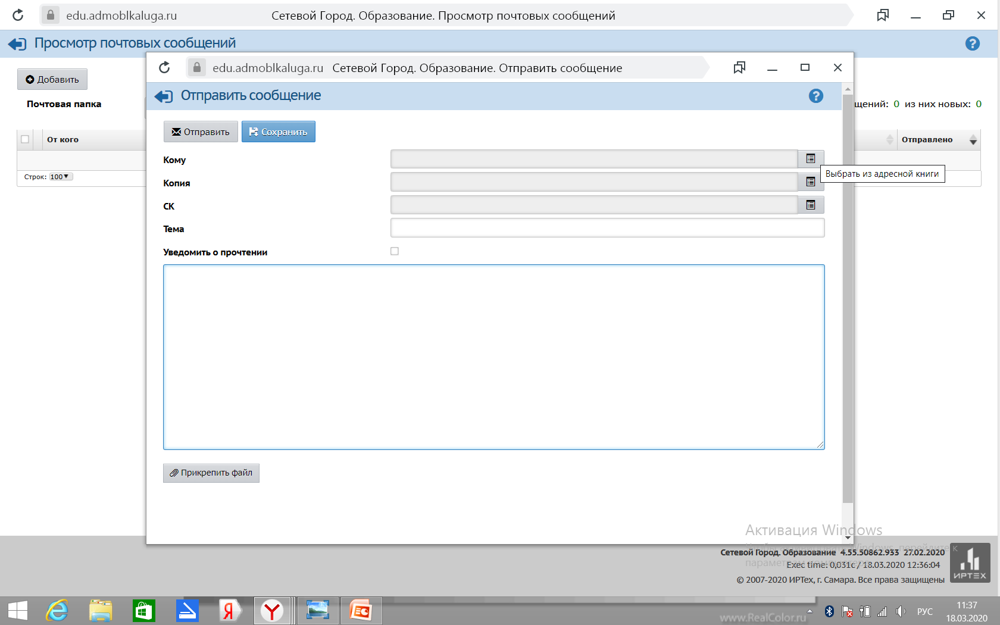 edu.admoblkaluga.ru Сетевой Город. Образование. Просмотр почтовых сообщений
Просмотр почтовых сообщений ?
edu.admoblkaluga.ru Сетевой Город. Образование. Отправить сообщение
Добавить
Отправить сообщение ?
Почтовая папка
щений: 0 из них новых: 0
Отправить Сохранить
От кого
Отправлено
Кому
Выбрать из адресной книги
Строк: 100
Копия
СК
Тема
Уведомить о прочтении
Прикрепить файл
Активация Windows
Windows, перейдите к
параметрам компьютера
Сетевой Город. Образование 4.55.50862.933 27.02.2020
Exec time: 0,031с / 18.03.2020 12:36:04
© 2007-2020 ИРТех, г. Самара. Все права защищены
ИРТЕХ
Я
www.RealColor.ru
РУС
11:37
18.03.2020